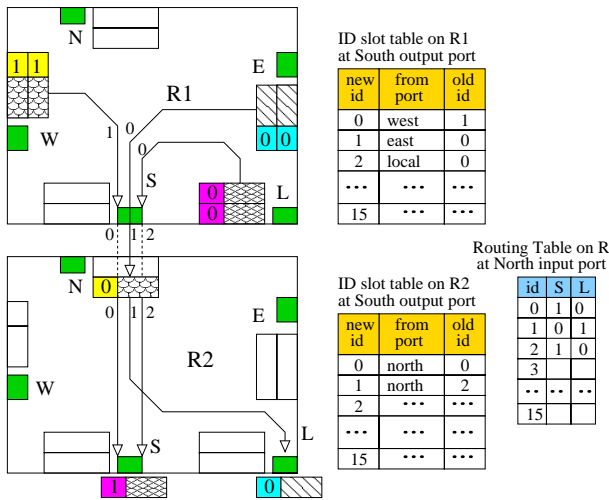 N
E
1 1
R1
W
0 0
1 0
0
S
L
0
0
0 1 2
N
0
0 1 2
E
R2
W
S
L
1
0
ID slot table on R1
at South output port
new id from port old id
0 west 1
1 east 0
2 local 0
... ... ...
15
ID slot table on R2
at South output port
new id from port old id
0 north 0
1 north 2
2 ... ...
... ... ...
15 ... ...
Routing Table on R
at North input port
id S L
0 1 0
1 0 1
2 1 0
3
.. .. ..
15